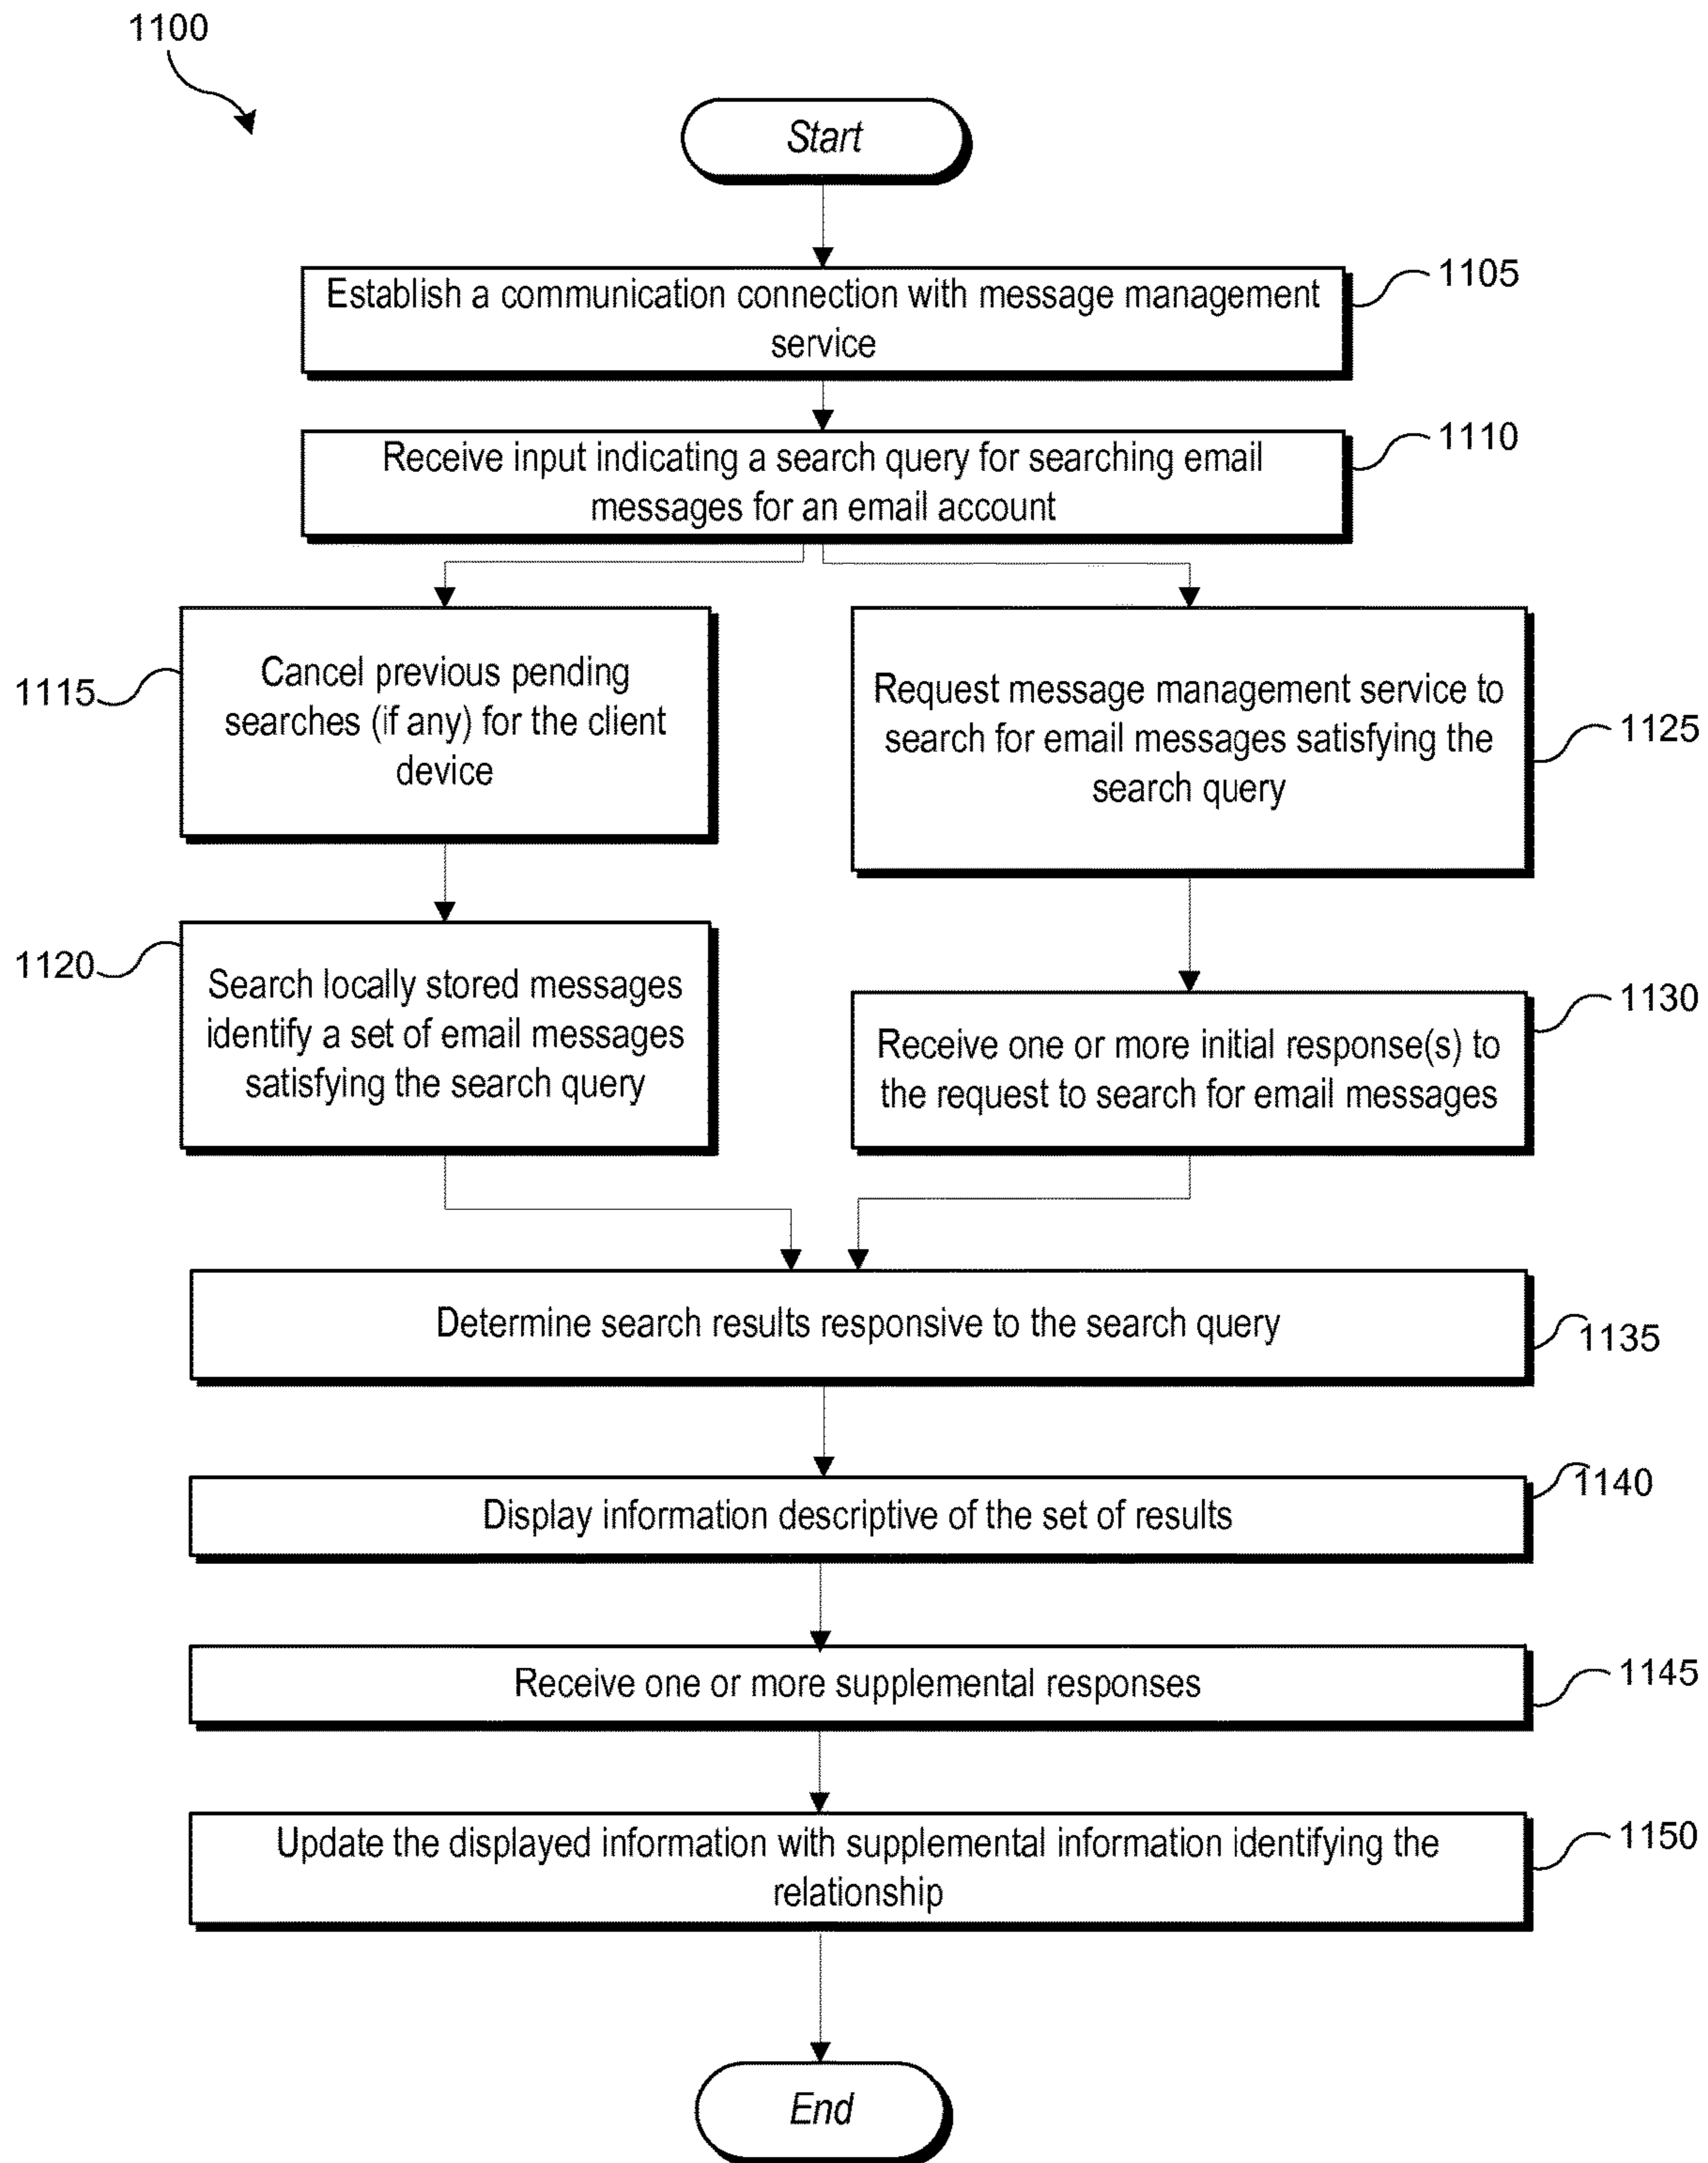 1100
Start
Establish a communication connection with message management
service
1105
Receive input indicating a search query for searching email
messages for an email account
1110
Cancel previous pending
searches (if any) for the client
device
1115
Request message management service to
search for email messages satisfying the
search query
1125
Search locally stored messages
identify a set of email messages
satisfying the search query
1120
Receive one or more initial response(s) to
the request to search for email messages
1130
Determine search results responsive to the search query
1135
Display information descriptive of the set of results
1140
Receive one or more supplemental responses
1145
Update the displayed information with supplemental information identifying the
relationship
1150
End